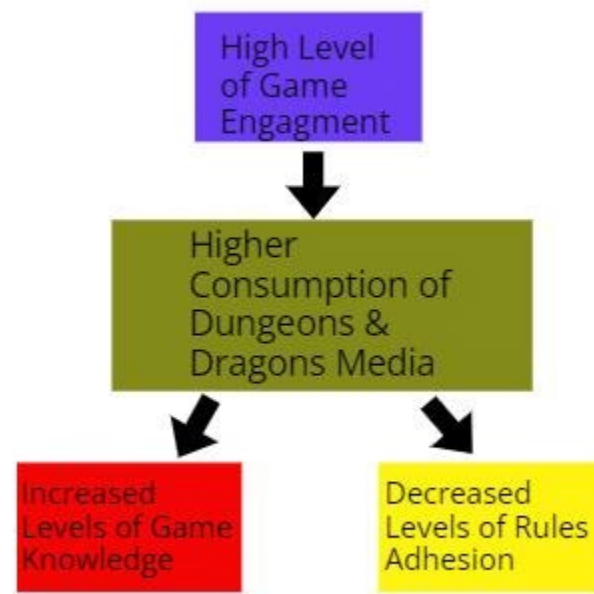 High Level
of Game
Engagment
Higher
Consumption of
Dungeons &
Dragons Media
Increased
Levels of Game
Knowledge
Decreased
Levels of Rules
Adhesion